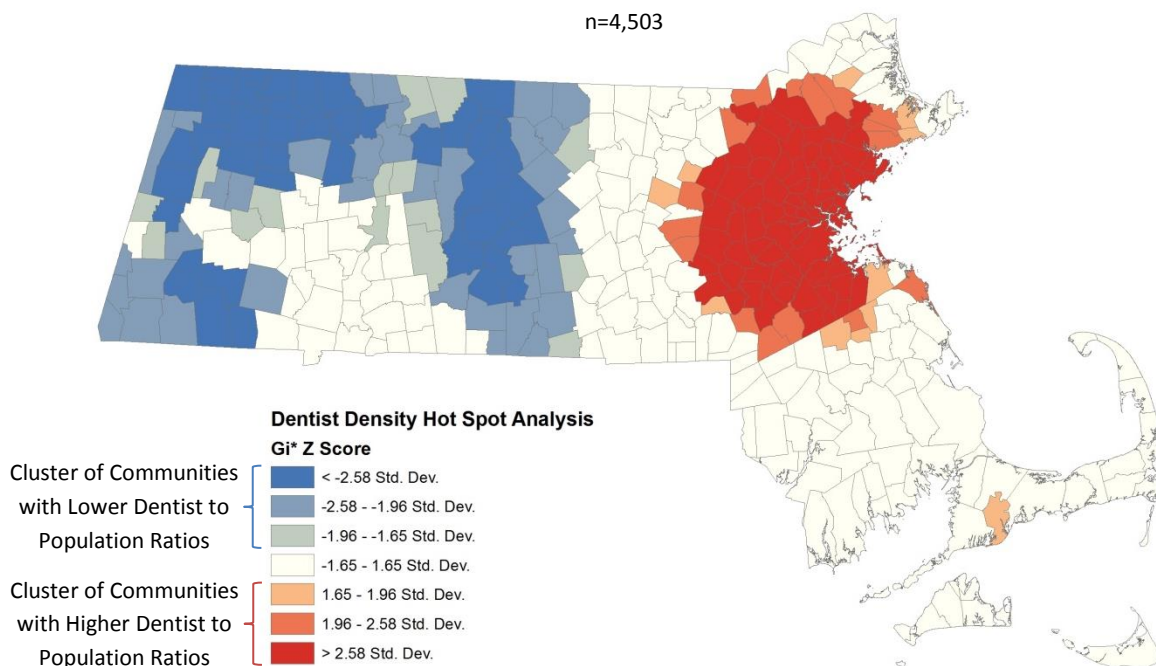 n=4,503
Dentist Density Hot Spot Analysis
Gi* Z Score
Cluster of Communities
with Lower Dentist to
Population Ratios
< -2.58 Std. Dev.
-2.58 - -1.96 Std. Dev.
-1.96 - -1.65 Std. Dev.
-1.65 - 1.65 Std. Dev.
Cluster of Communities
with Higher Dentist to
Population Ratios
1.65 - 1.96 Std. Dev.
1.96 - 2.58 Std. Dev.
> 2.58 Std. Dev.